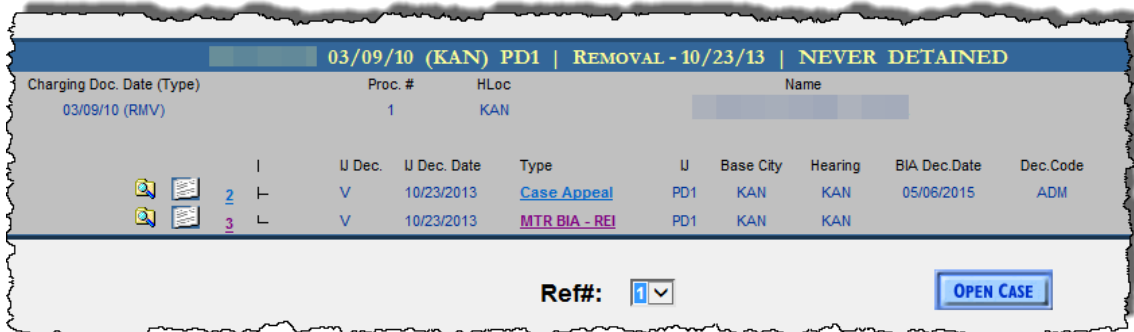 03/09/10 (KAN) PD1 | REMOVAL - 10/23/13 | NEVER DETAINED
Charging Doc. Date (Type) Proc. # HLoc Name
03/09/10 (RMV) 1 KAN
IJ Dec. IJ Dec. Date Type IJ Base City Hearing BIA Dec.Date Dec.Code
2 V 10/23/2013 Case Appeal PD1 KAN KAN 05/06/2015 ADM
3 V 10/23/2013 MTR BIA - REI PD1 KAN KAN
Ref#: 1 OPEN CASE